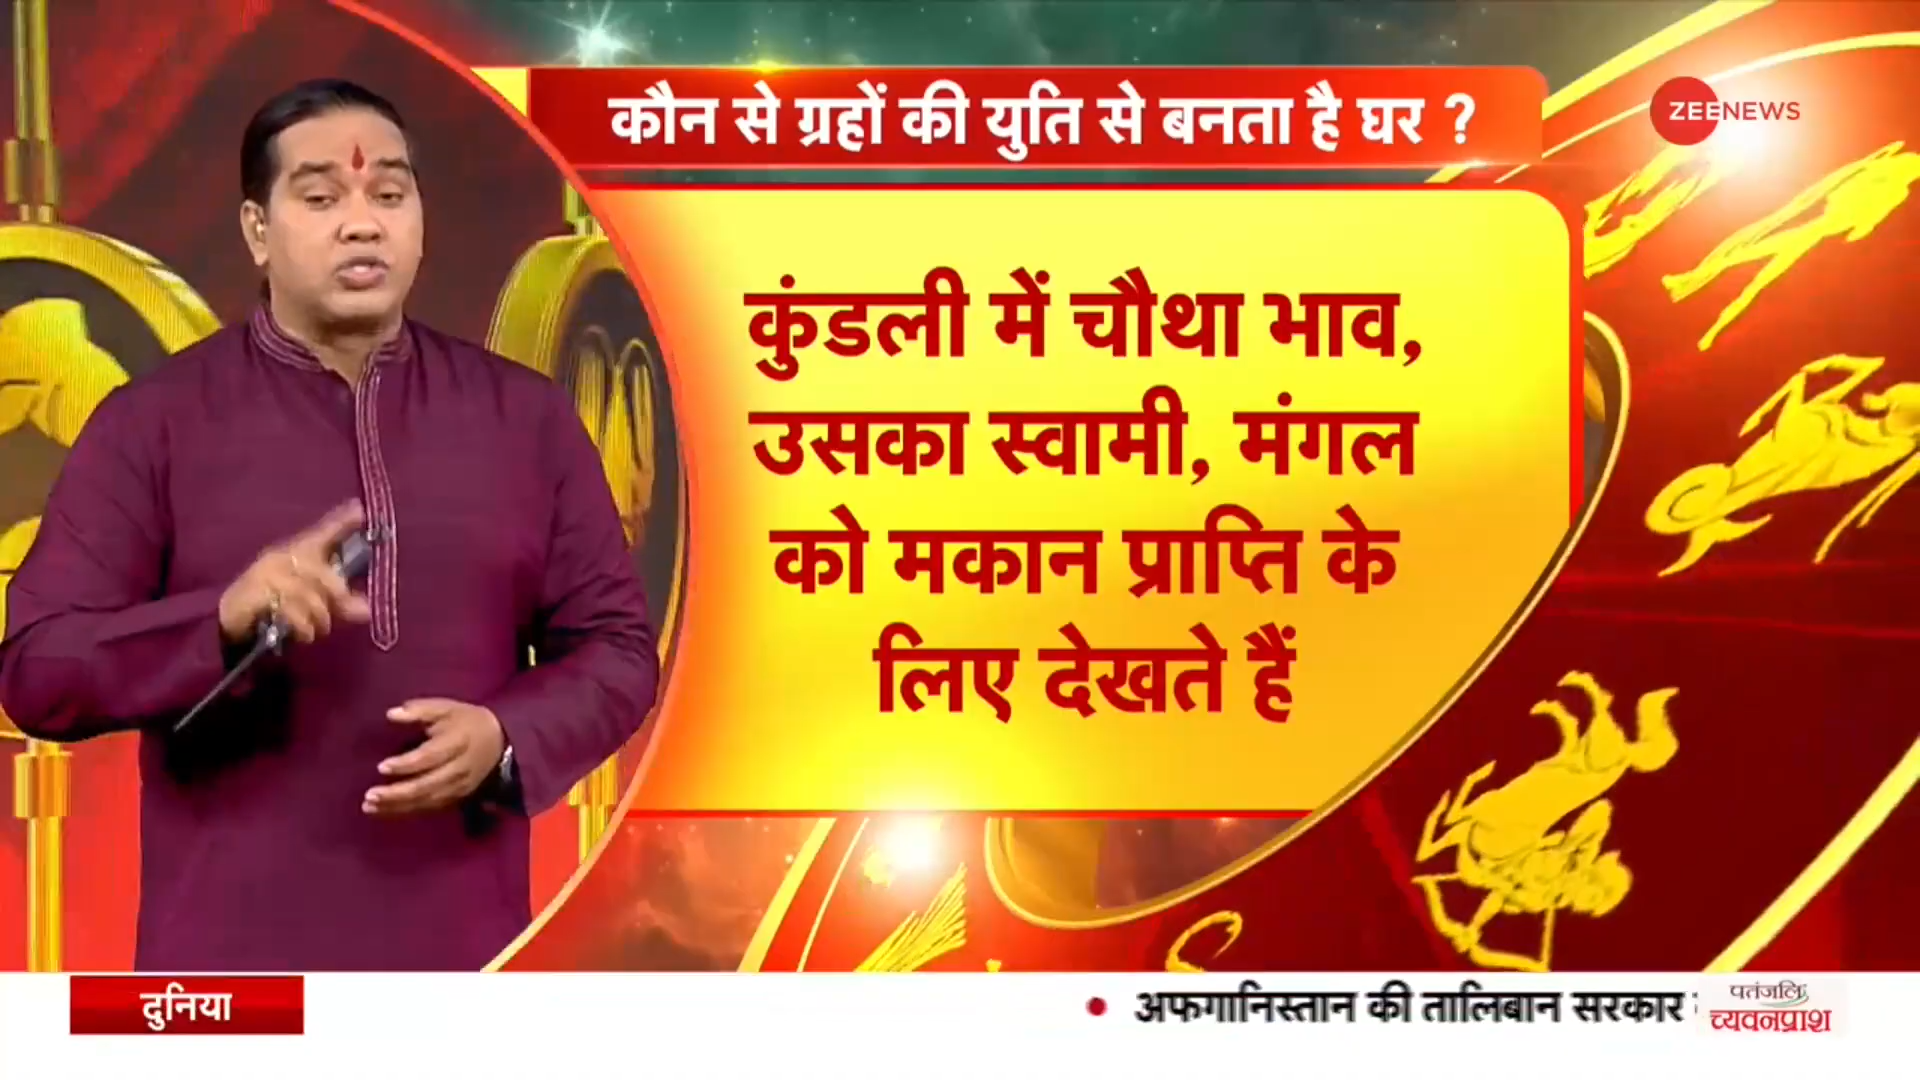 कौन से ग्रहों की युति से बनता है घर ?
ZEENEWS
कुंडली में चौथा भाव,
उसका स्वामी, मंगल
को मकान प्राप्ति के
लिए देखते हैं
दुनिया
• अफगानिस्तान की तालिबान सरकार
पतंजलि
च्यवनप्राश